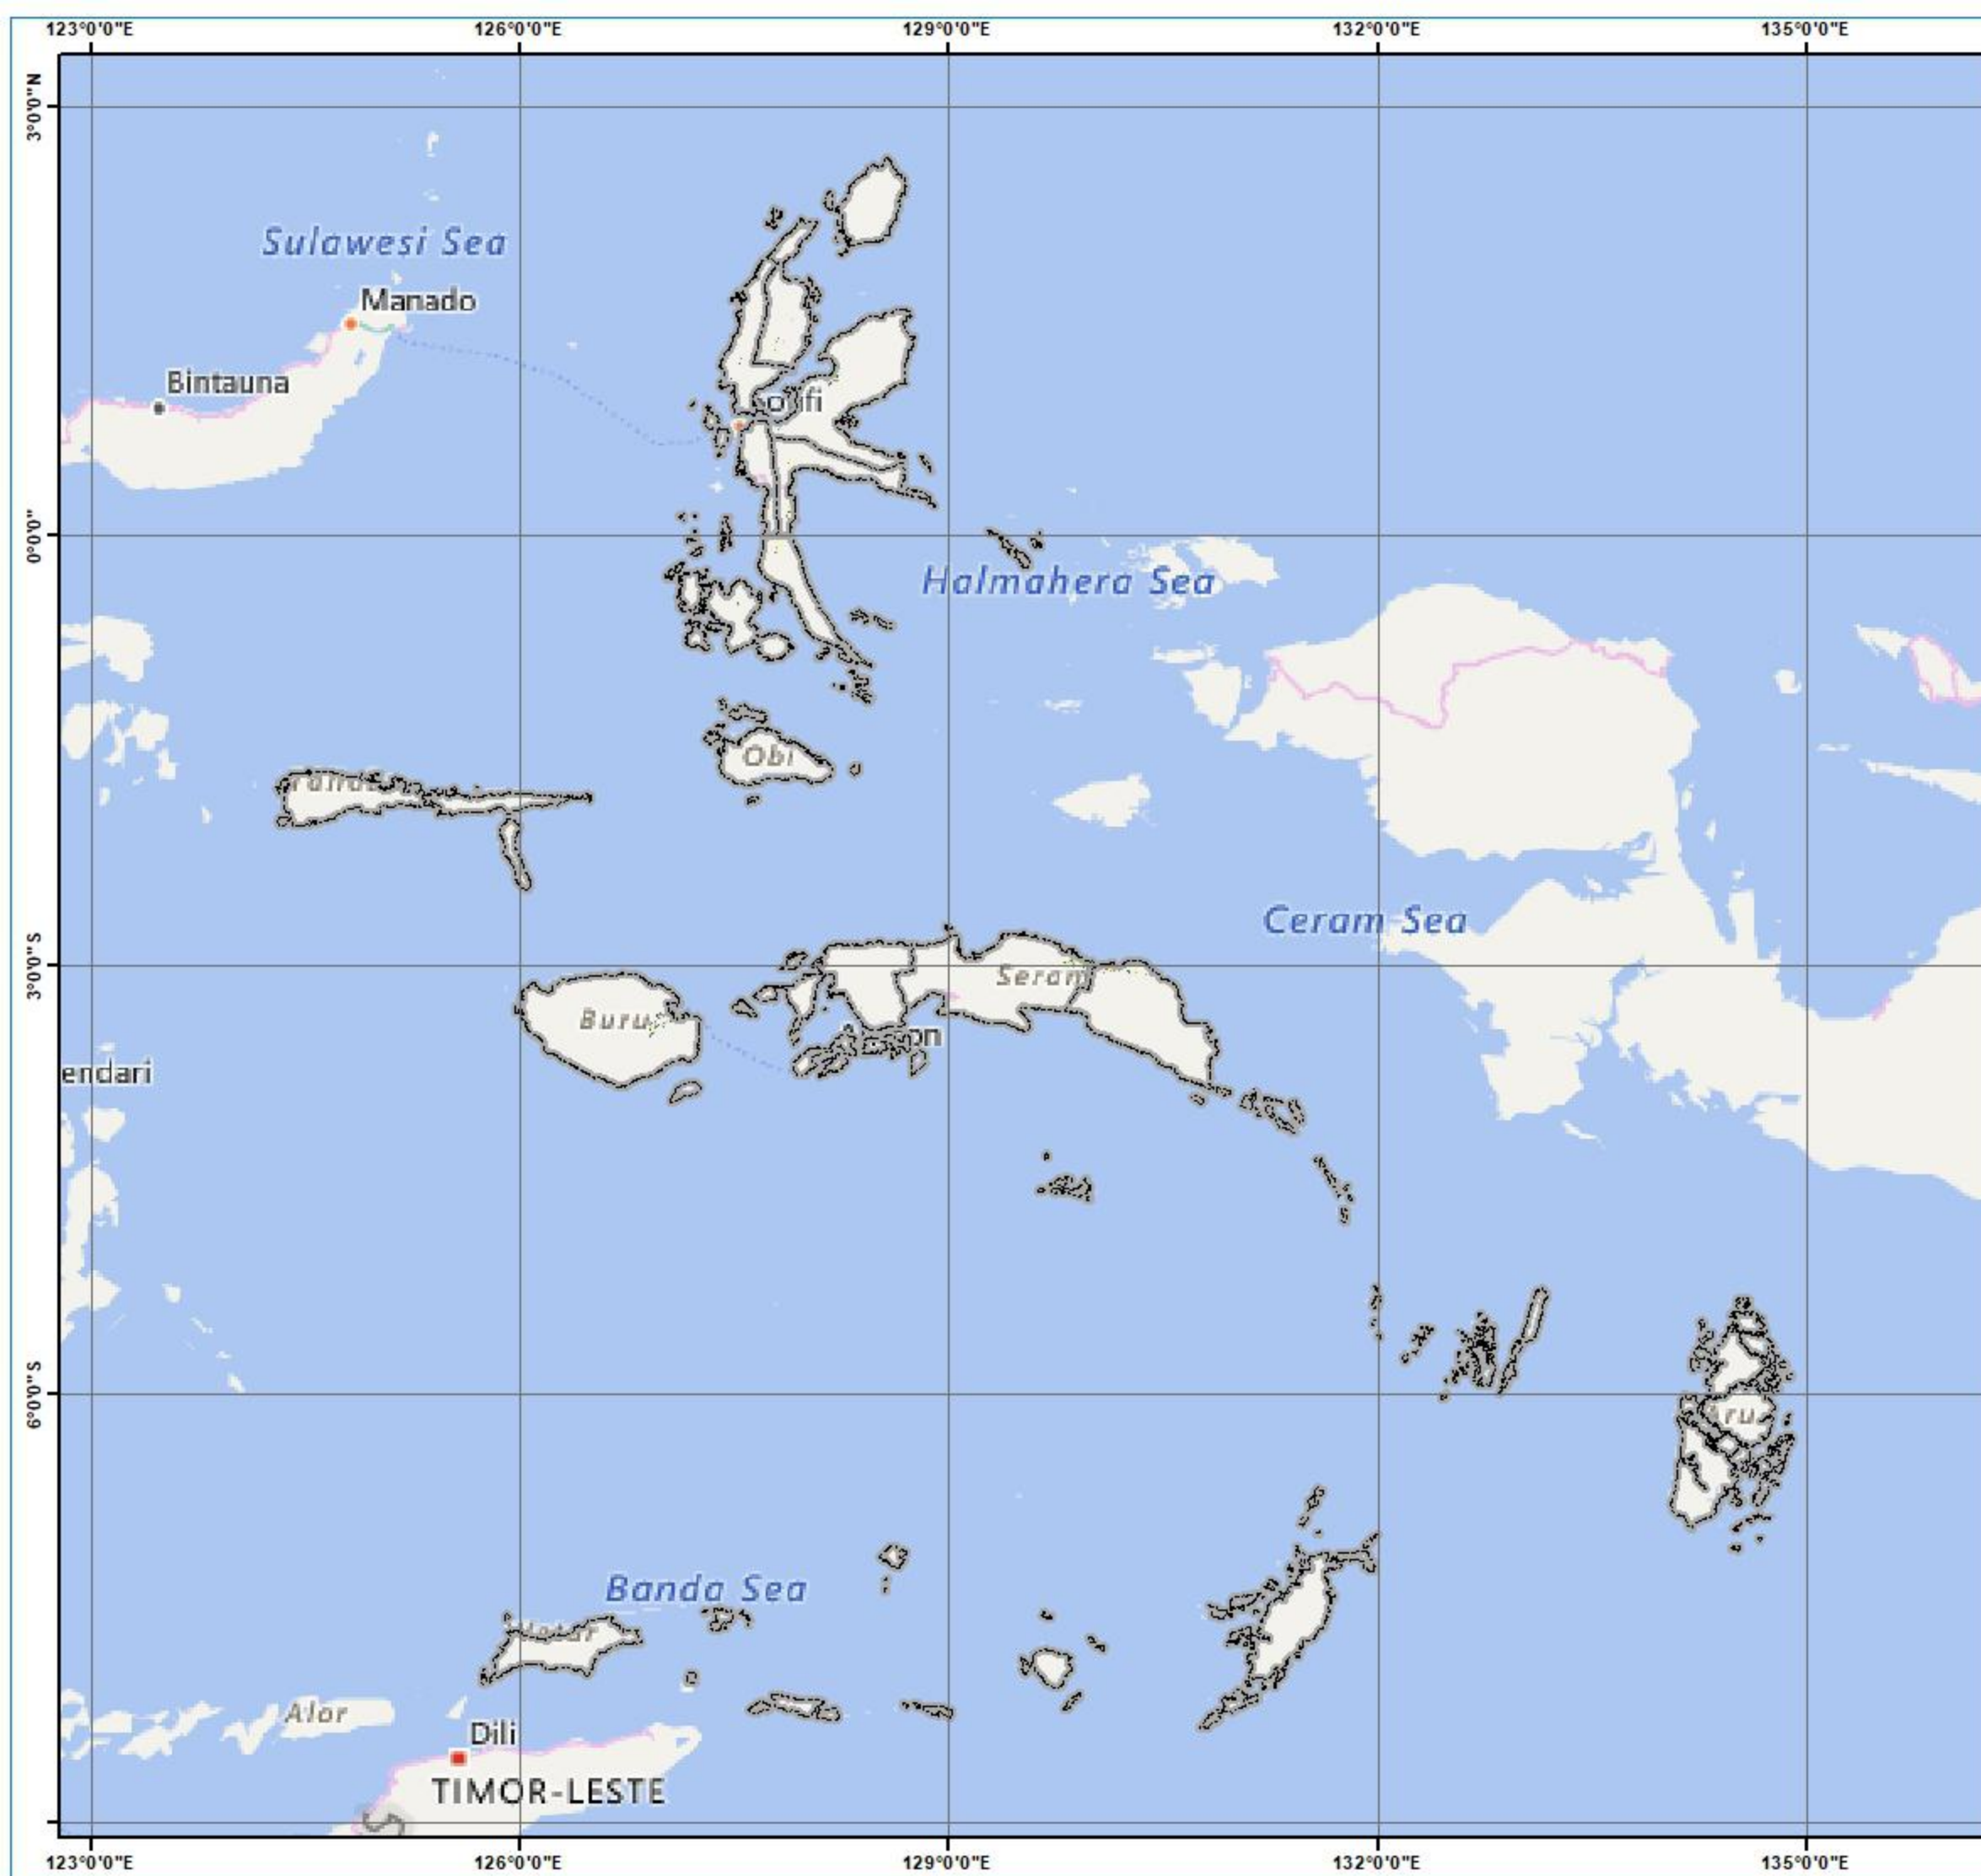 123°0'0"E 126°0'0"E 129°0'0"E 132°0'0"E 135°0'0"E
3°0'0"N
Sulawesi Sea
Manado
Bintauna
0°0'0"
Halmahera Sea
Obi
Ceram Sea
3°0'0"S
Seram
Buru
endari
6°0'0"S
Banda Sea
Alor
Dili
TIMOR-LESTE
123°0'0"E 126°0'0"E 129°0'0"E 132°0'0"E 135°0'0"E